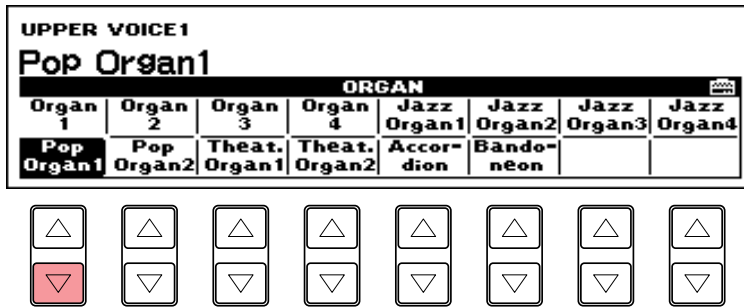 UPPER VOICE1
Pop Organ1
ORGAN
Organ 1 Organ 2 Organ 3 Organ 4 Jazz Organ1 Jazz Organ2 Jazz Organ3 Jazz Organ4
Pop Organ1 Pop Organ2 Theat. Organ1 Theat. Organ2 Accor- dion Bando- neon